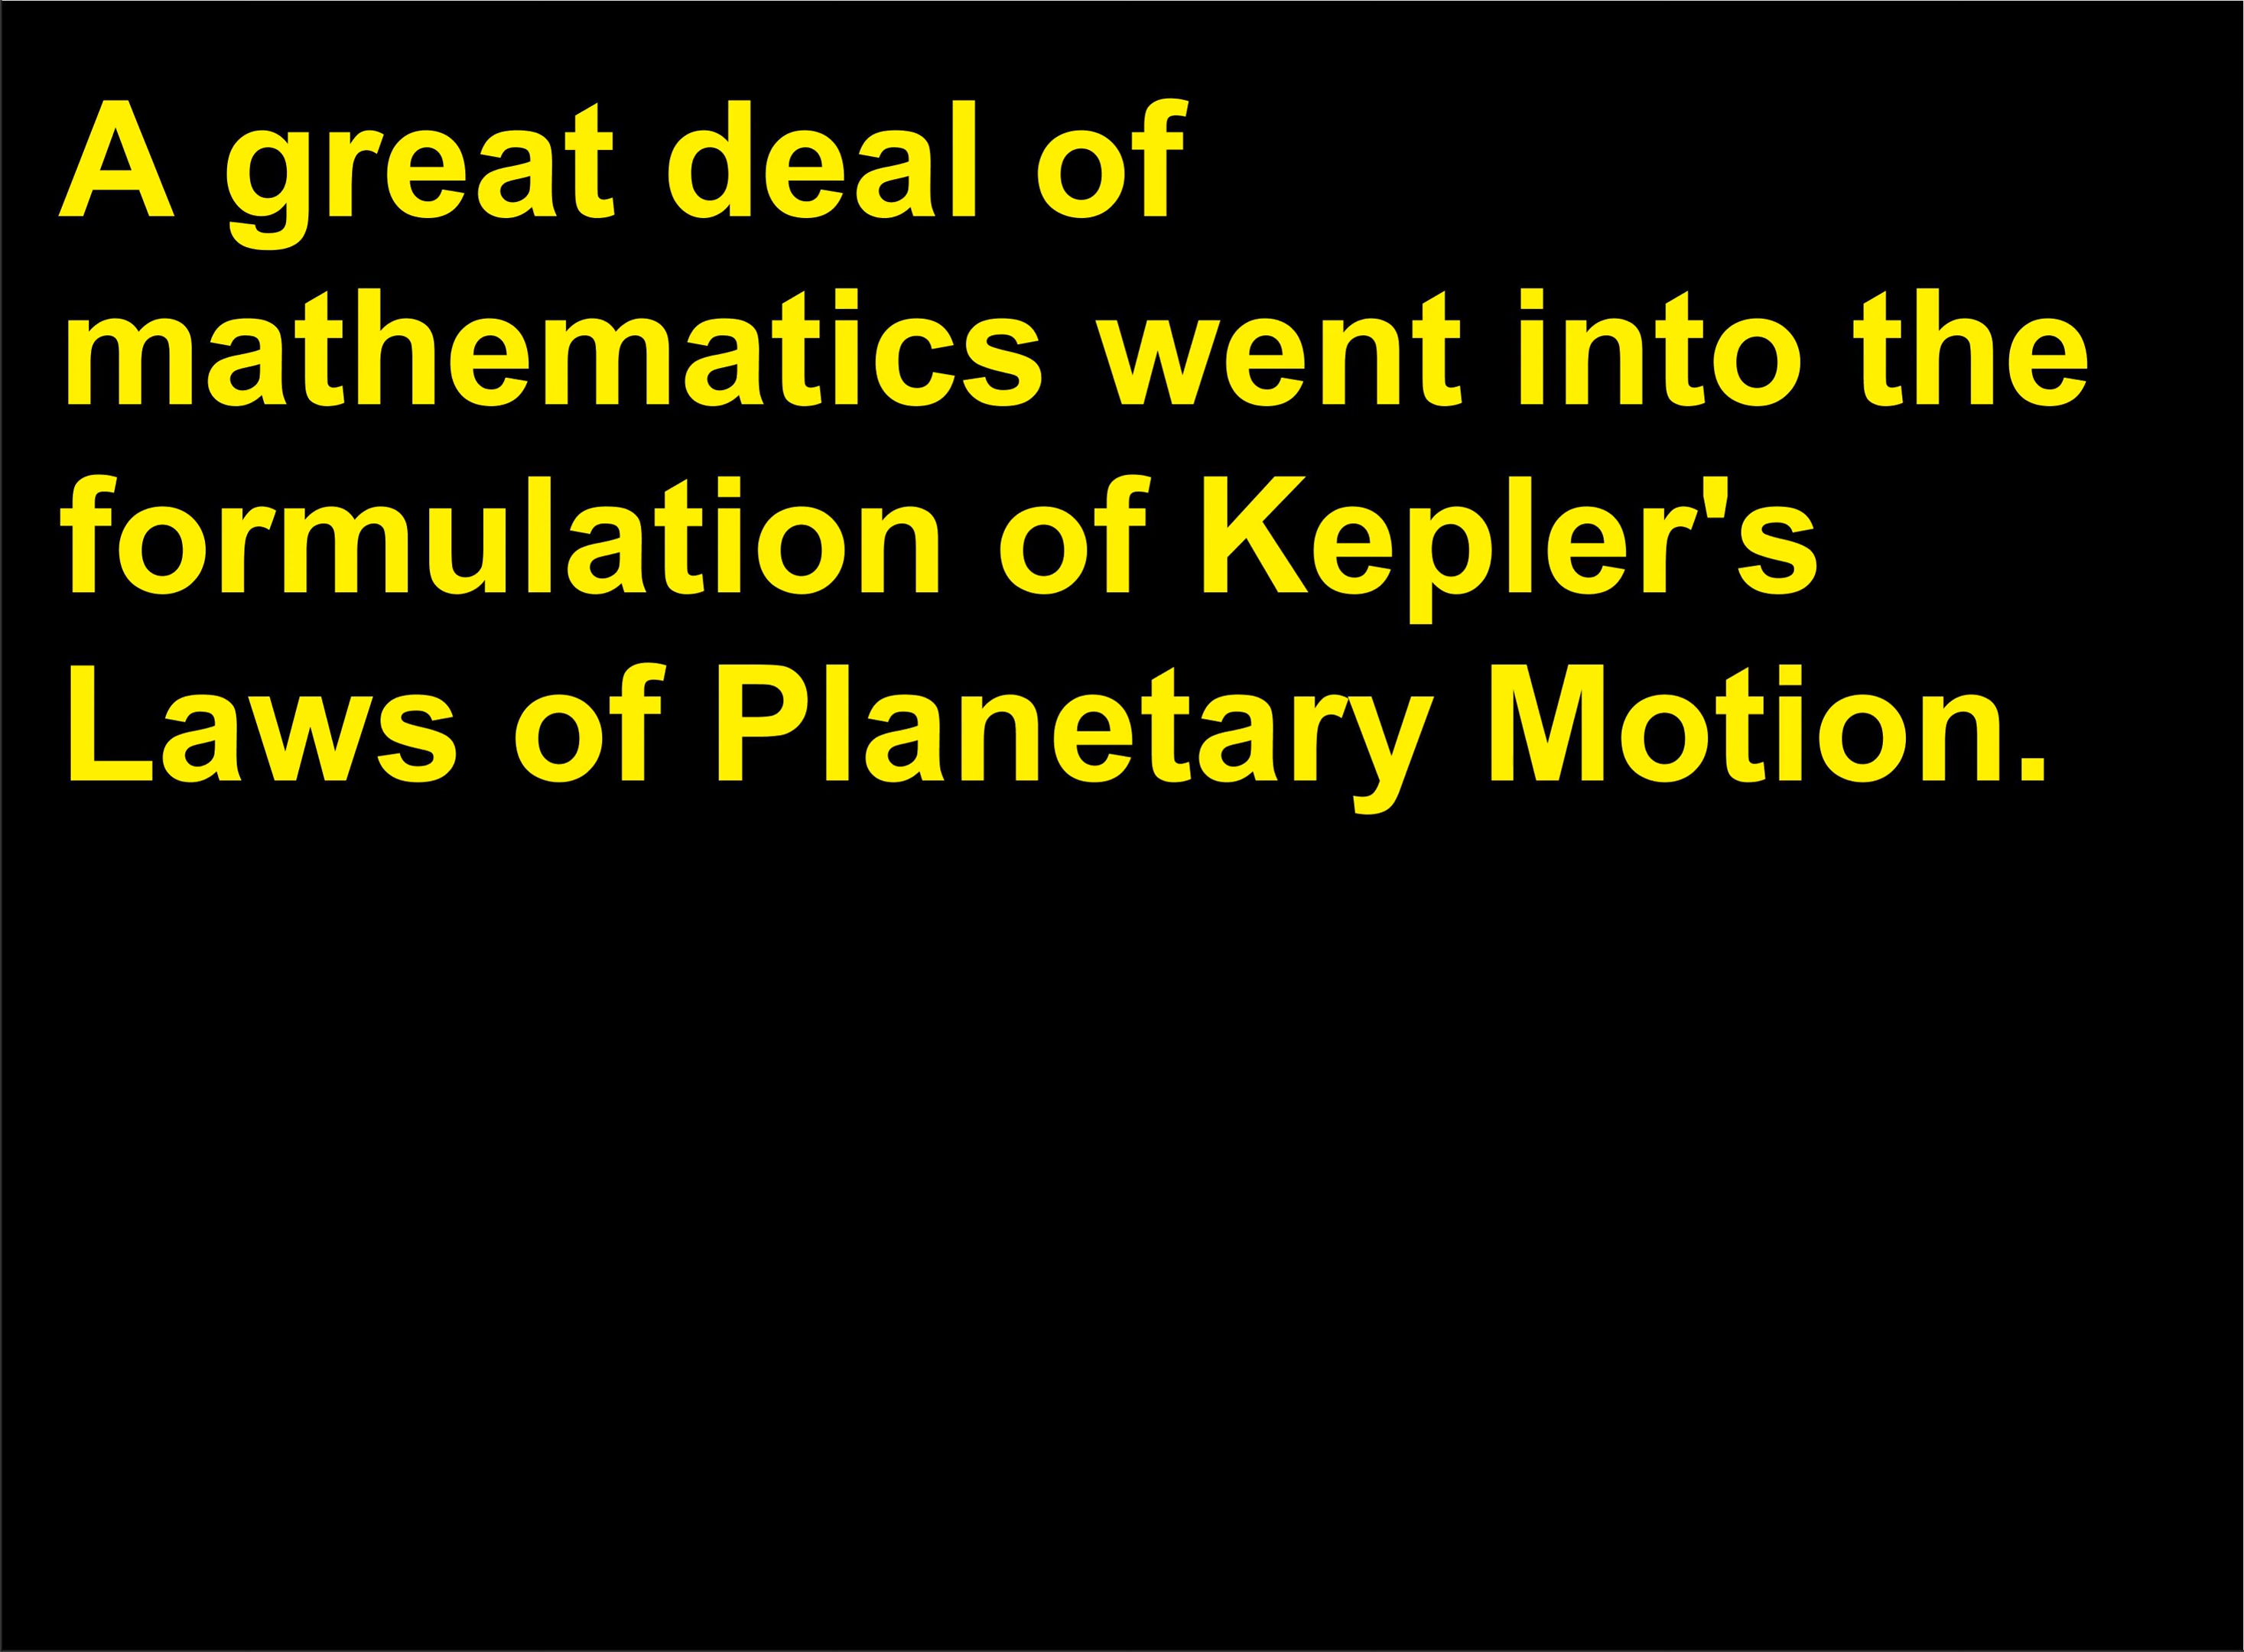 A great deal of
mathematics went into the
formulation of Kepler's
Laws of Planetary Motion.